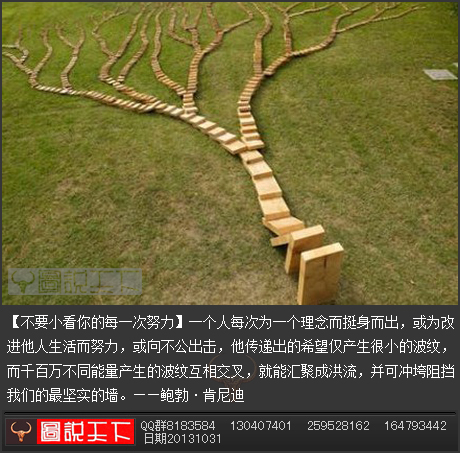 圖説天下
【不要小看你的每一次努力】一个人每次为一个理念而挺身而出，或为改
进他人生活而努力，或向不公出击，他传递出的希望仅产生很小的波纹，
而千百万不同能量产生的波纹互相交叉，就能汇聚成洪流，并可冲垮阻挡
我们的最坚实的墙。——鲍勃·肯尼迪
圖説天下
QQ群8183584 130407401 259528162 164793442
日期20131031